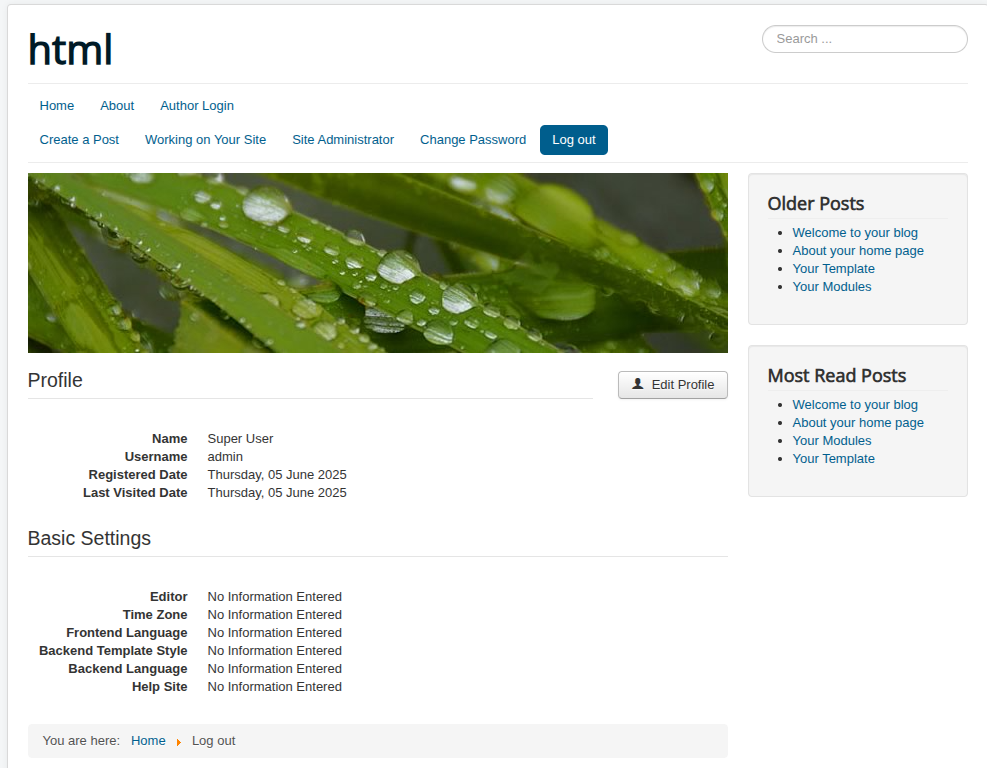 html
Search ...
Home About Author Login
Create a Post Working on Your Site Site Administrator Change Password Log out
Older Posts
Welcome to your blog
About your home page
Your Template
Your Modules
Most Read Posts
Welcome to your blog
About your home page
Your Modules
Your Template
Profile
Edit Profile
Name Super User
Username admin
Registered Date Thursday, 05 June 2025
Last Visited Date Thursday, 05 June 2025
Basic Settings
Editor No Information Entered
Time Zone No Information Entered
Frontend Language No Information Entered
Backend Template Style No Information Entered
Backend Language No Information Entered
Help Site No Information Entered
You are here: Home Log out